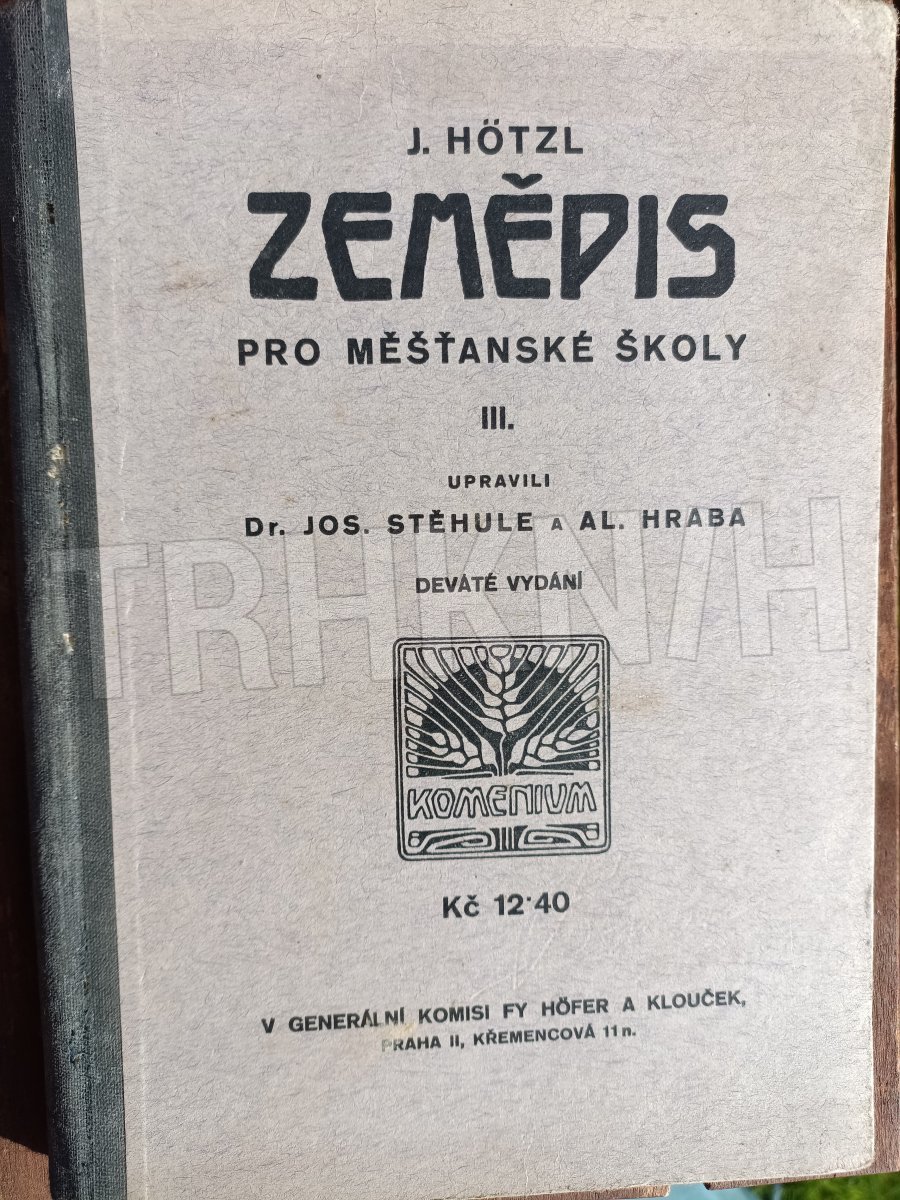 J. HÖTZL
ZEMĚPIS
PRO MĚŠŤANSKÉ ŠKOLY
III.
UPRAVILI
Dr. JOS. STĚHULE A AL. HRABA
DEVÁTÉ VYDÁNÍ
TRHKNIH
KOMENIUM
Kč 12·40
V GENERÁLNÍ KOMISI FY HÖFER A KLOUČEK,
PRAHA II, KŘEMENCOVÁ 11 n.